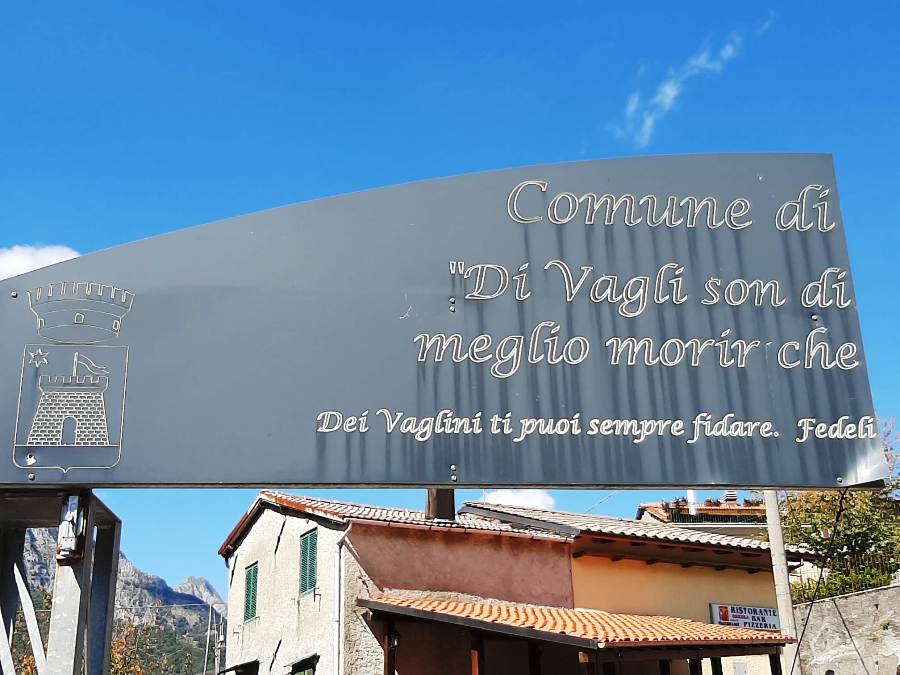 Comune di
"Di Vagli son di
meglio morir che
Dei Vaglini ti puoi sempre fidare. Fedeli
RISTORANTE
BAR
PIZZERIA